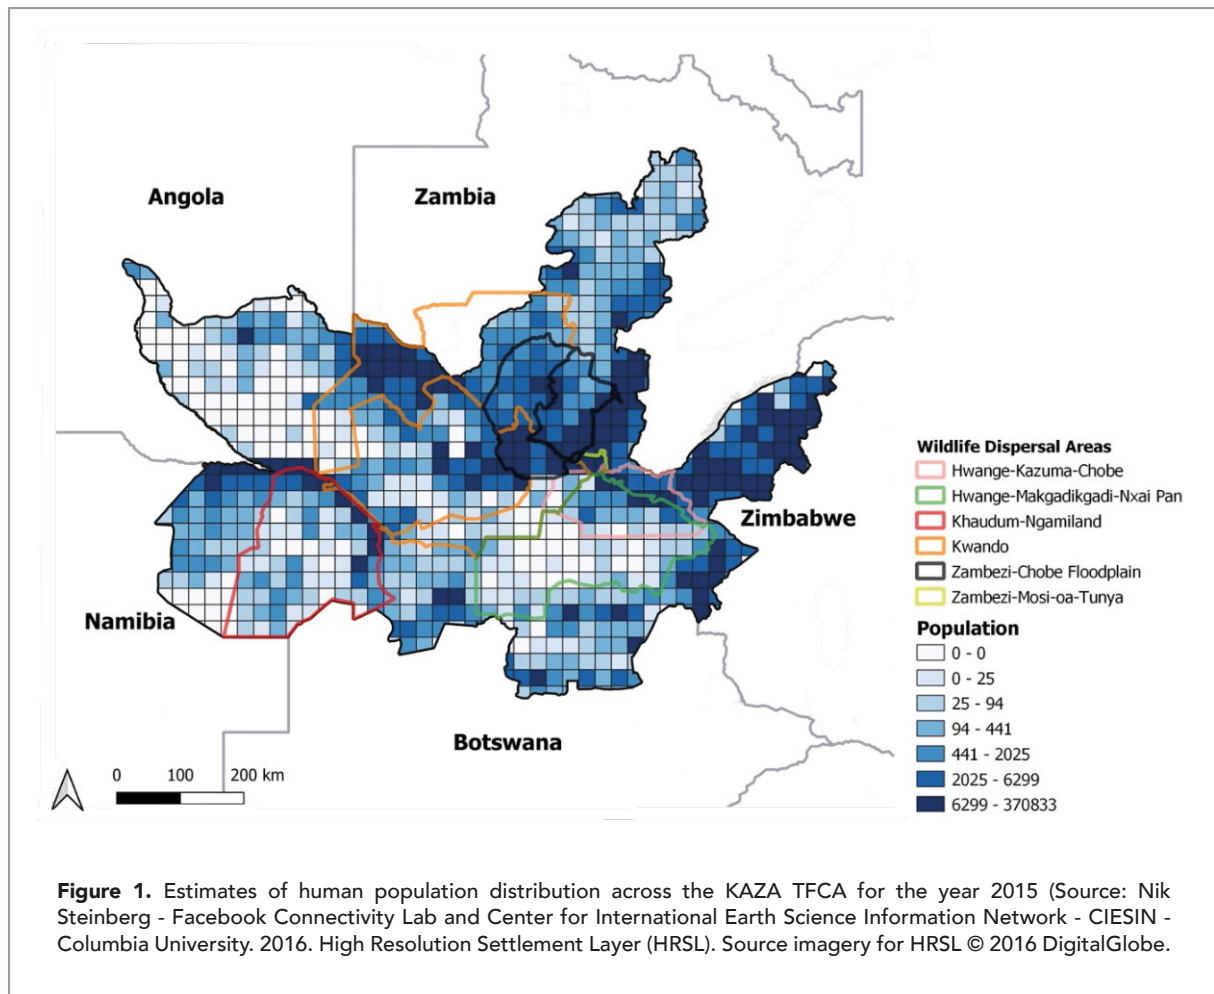 Angola
Zambia
Zimbabwe
Namibia
Botswana
0 100 200 km
Wildlife Dispersal Areas
Hwange-Kazuma-Chobe
Hwange-Makgadikgadi-Nxai Pan
Khaudum-Ngamiland
Kwando
Zambezi-Chobe Floodplain
Zambezi-Mosi-oa-Tunya
Population
0 - 0
0 - 25
25 - 94
94 - 441
441 - 2025
2025 - 6299
6299 - 370833
Figure 1. Estimates of human population distribution across the KAZA TFCA for the year 2015 (Source: Nik
Steinberg - Facebook Connectivity Lab and Center for International Earth Science Information Network - CIESIN -
Columbia University. 2016. High Resolution Settlement Layer (HRSL). Source imagery for HRSL © 2016 DigitalGlobe.